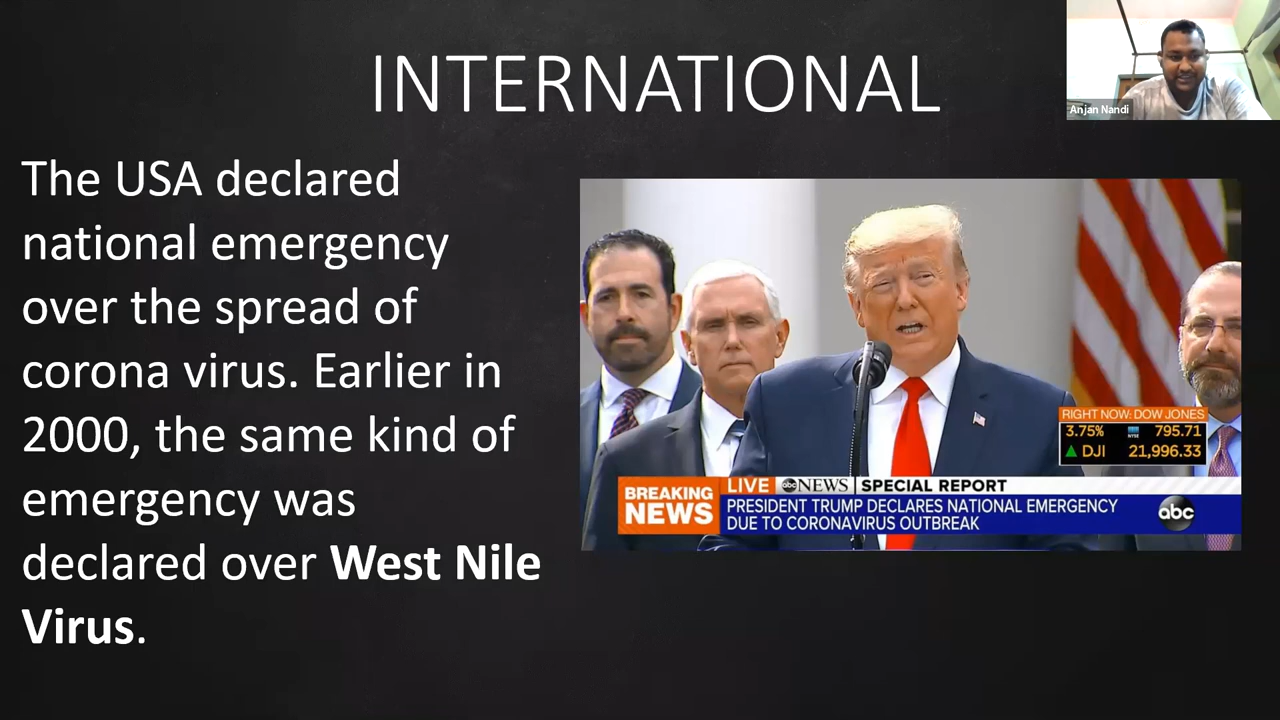 INTERNATIONAL
Anjan Nandi
The USA declared
national emergency
over the spread of
corona virus. Earlier in
2000, the same kind of
emergency was
declared over West Nile
Virus.
RIGHT NOW: DOW JONES
3.75% NYSE 795.71
▲ DJI 21,996.33
BREAKING NEWS
LIVE abc NEWS SPECIAL REPORT
PRESIDENT TRUMP DECLARES NATIONAL EMERGENCY
DUE TO CORONAVIRUS OUTBREAK
abc